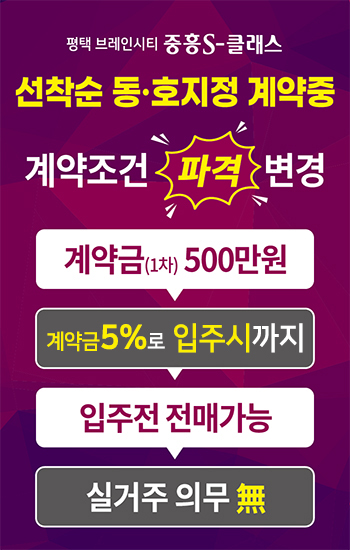 평택 브레인시티 중흥S-클래스
선착순 동·호지정 계약중
계약조건 파격 변경
계약금(1차) 500만원
계약금5%로 입주시까지
입주전 전매가능
실거주 의무 無